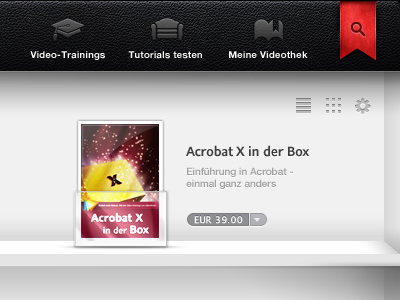 Video-Trainings
Tutorials testen
Meine Videothek
Acrobat X in der Box
Einführung in Acrobat -
einmal ganz anders
EUR 39.00
Acrobat X
in der Box